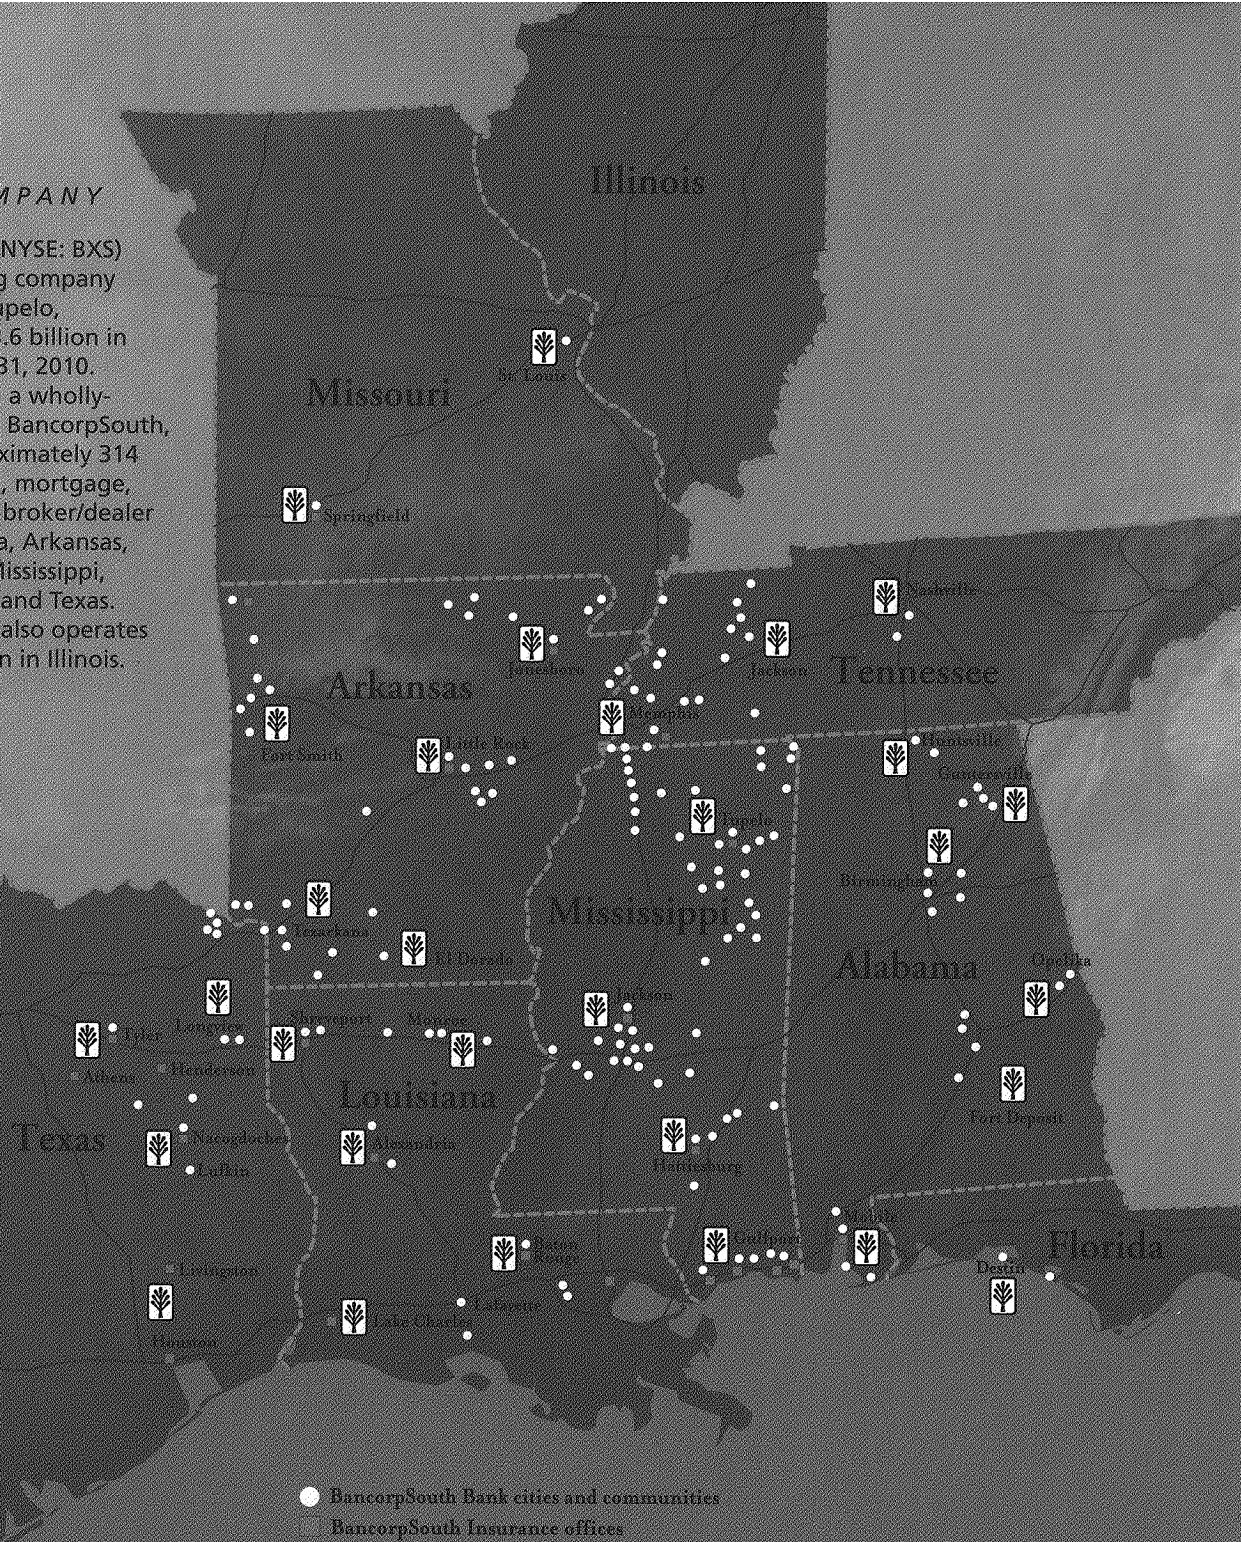 MPANY
NYSE: BXS)
g company
upelo,
.6 billion in
31, 2010.
a wholly-
BancorpSouth,
ximately 314
, mortgage,
broker/dealer
a, Arkansas,
Mississippi,
and Texas.
also operates
n in Illinois.
Illinois
St. Louis
Missouri
Springfield
Nashville
Jonesboro
Jackson
Tennessee
Arkansas
Memphis
Fort Smith
Little Rock
Huntsville
Guntersville
Tupelo
Birmingham
Mississippi
Texarkana
El Dorado
Alabama
Opelika
Jackson
Shreveport
Monroe
Tyler
Longview
Athens
Henderson
Louisiana
Fort Deposit
Texas
Nacogdoches
Alexandria
Lufkin
Hattiesburg
Mobile
Gulfport
Baton
Rouge
Florida
Destin
Livingston
Lafayette
Lake Charles
Houston
BancorpSouth Bank cities and communities
BancorpSouth Insurance offices